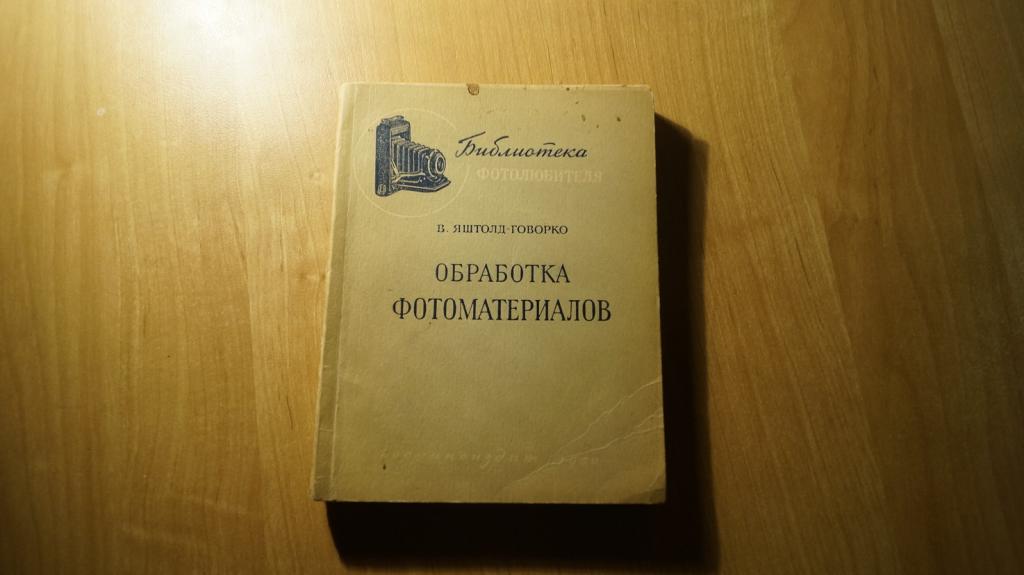 Библиотека
ФОТОЛЮБИТЕЛЯ
В. ЯШТОЛД-ГОВОРКО
ОБРАБОТКА
ФОТОМАТЕРИАЛОВ